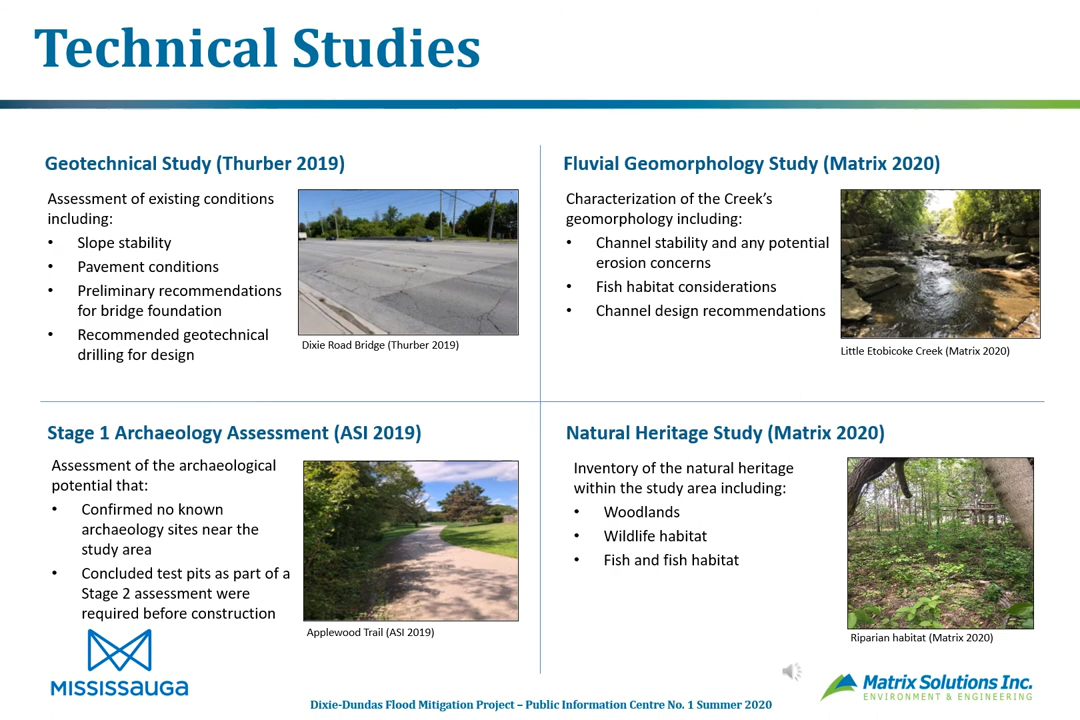 Technical Studies
Geotechnical Study (Thurber 2019)
Assessment of existing conditions
including:
• Slope stability
• Pavement conditions
• Preliminary recommendations
for bridge foundation
• Recommended geotechnical
drilling for design
Dixie Road Bridge (Thurber 2019)
Fluvial Geomorphology Study (Matrix 2020)
Characterization of the Creek's
geomorphology including:
• Channel stability and any potential
erosion concerns
• Fish habitat considerations
• Channel design recommendations
Little Etobicoke Creek (Matrix 2020)
Stage 1 Archaeology Assessment (ASI 2019)
Assessment of the archaeological
potential that:
• Confirmed no known
archaeology sites near the
study area
• Concluded test pits as part of a
Stage 2 assessment were
required before construction
Applewood Trail (ASI 2019)
Natural Heritage Study (Matrix 2020)
Inventory of the natural heritage
within the study area including:
• Woodlands
• Wildlife habitat
• Fish and fish habitat
Riparian habitat (Matrix 2020)
MISSISSAUGA
Dixie-Dundas Flood Mitigation Project – Public Information Centre No. 1 Summer 2020
Matrix Solutions Inc.
ENVIRONMENT & ENGINEERING